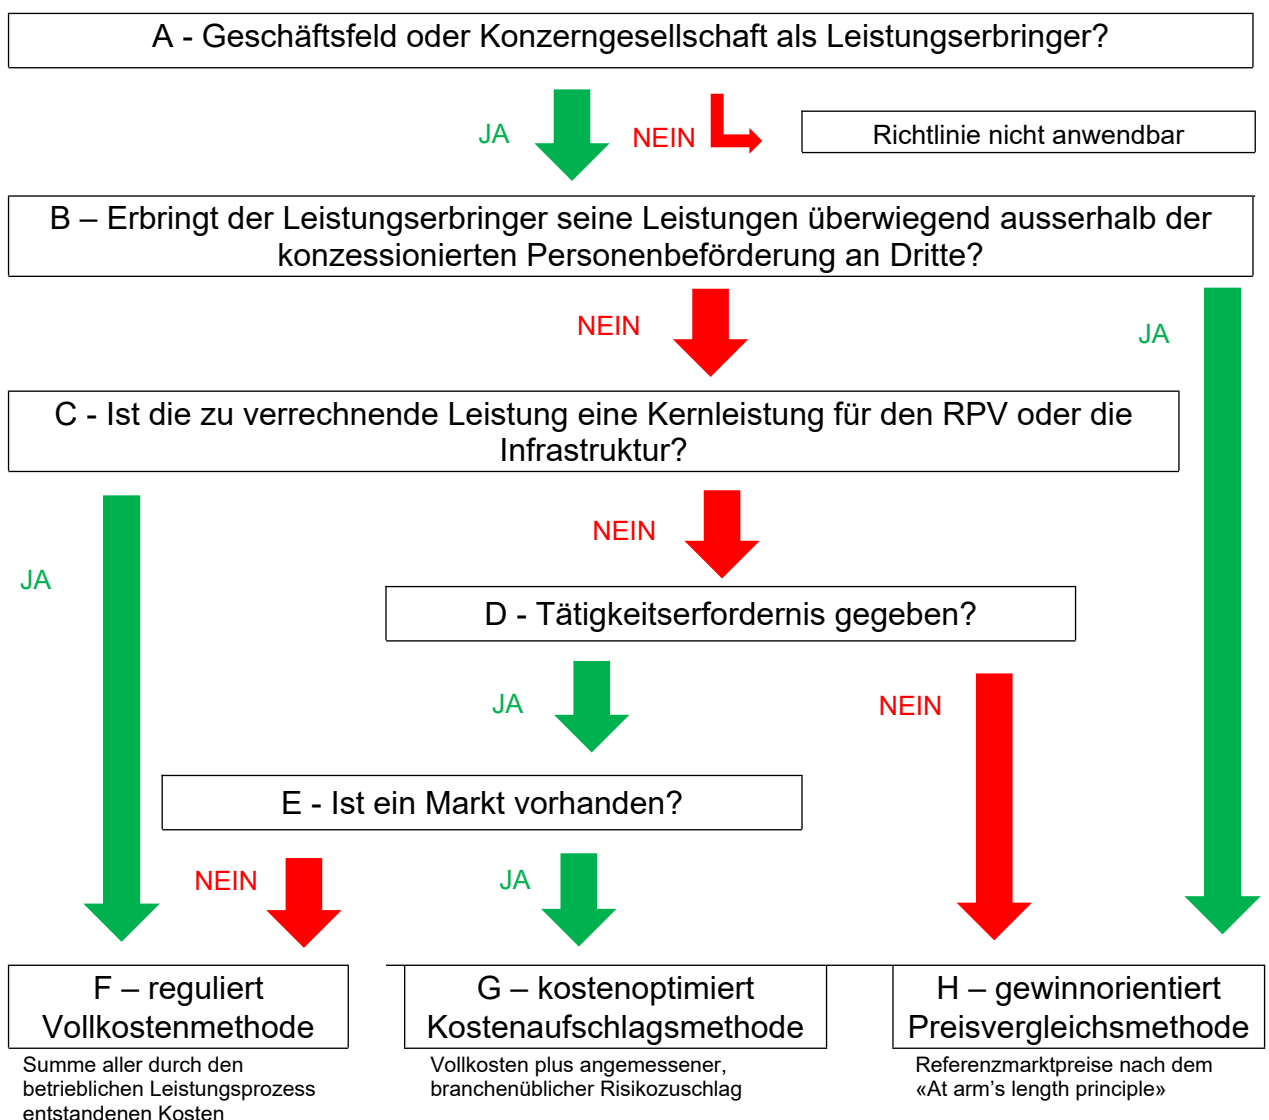 A - Geschäftsfeld oder Konzerngesellschaft als Leistungserbringer?
JA
NEIN
Richtlinie nicht anwendbar
B – Erbringt der Leistungserbringer seine Leistungen überwiegend ausserhalb der
konzessionierten Personenbeförderung an Dritte?
NEIN
JA
C - Ist die zu verrechnende Leistung eine Kernleistung für den RPV oder die
Infrastruktur?
NEIN
JA
D - Tätigkeitserfordernis gegeben?
JA
NEIN
E - Ist ein Markt vorhanden?
NEIN
JA
F – reguliert
Vollkostenmethode
Summe aller durch den
betrieblichen Leistungsprozess
entstandenen Kosten
G – kostenoptimiert
Kostenaufschlagsmethode
Vollkosten plus angemessener,
branchenüblicher Risikozuschlag
H – gewinnorientiert
Preisvergleichsmethode
Referenzmarktpreise nach dem
«At arm's length principle»